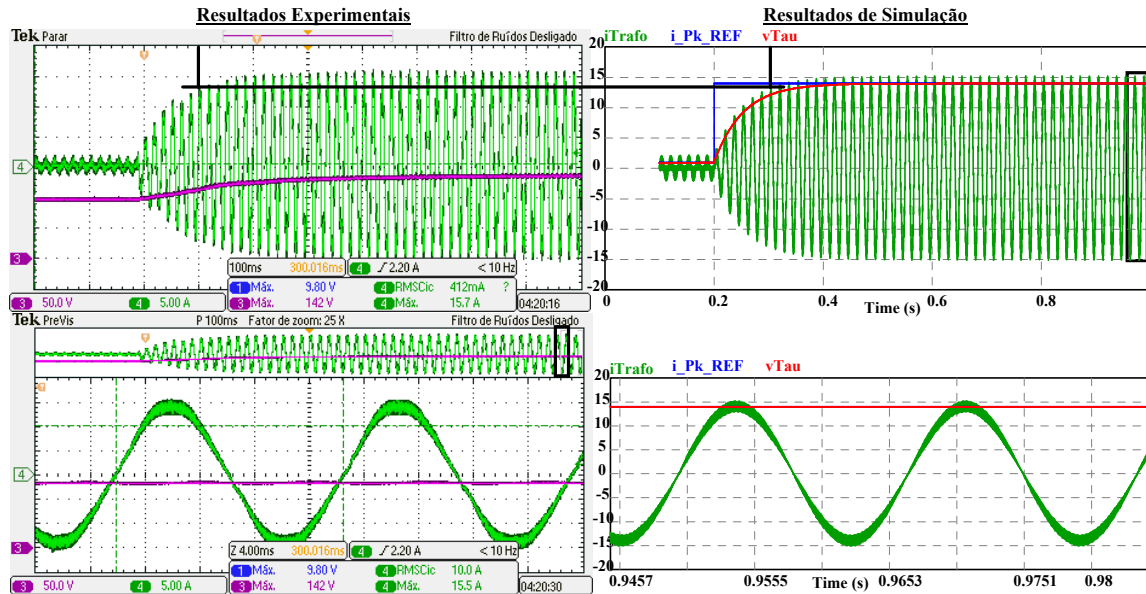 Resultados Experimentais
Resultados de Simulação
Tek Parar
Filtro de Ruídos Desligado
4
3
100ms 300.016ms
4 2.20 A < 10 Hz
1 Máx. 9.80 V
3 Máx. 142 V
4 RMSCic 412mA ?
4 Máx. 15.7 A
3 50.0 V
4 5.00 A
04:20:16
iTrafo i_Pk_REF vTau
20
15
10
5
0
-5
-10
-15
-20
0 0.2 0.4 0.6 0.8
Time (s)
Tek PreVis
P 100ms
Fator de zoom: 25 X
Filtro de Ruídos Desligado
4
3
Z 4.00ms 300.016ms
4 2.20 A < 10 Hz
1 Máx. 9.80 V
3 Máx. 142 V
4 RMSCic 10.0 A
4 Máx. 15.5 A
3 50.0 V
4 5.00 A
04:20:30
iTrafo i_Pk_REF vTau
20
15
10
5
0
-5
-10
-15
-20
0.9457 0.9555 0.9653 0.9751 0.98
Time (s)